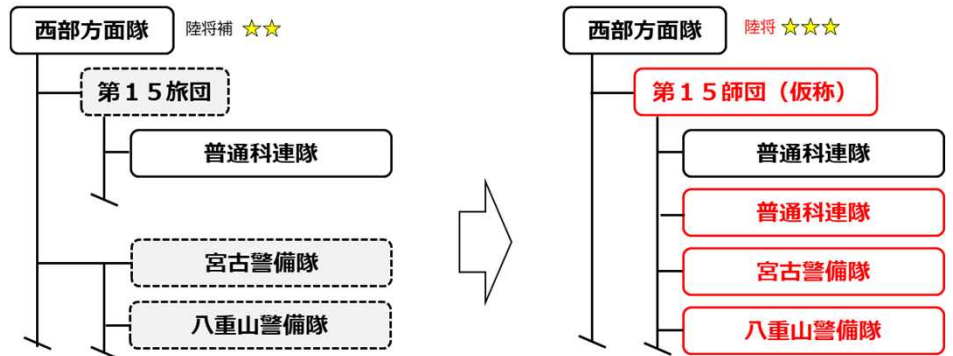 西部方面隊
陸将補 ☆☆
第１５旅団
普通科連隊
宮古警備隊
八重山警備隊
西部方面隊
陸将 ☆☆☆
第１５師団（仮称）
普通科連隊
普通科連隊
宮古警備隊
八重山警備隊